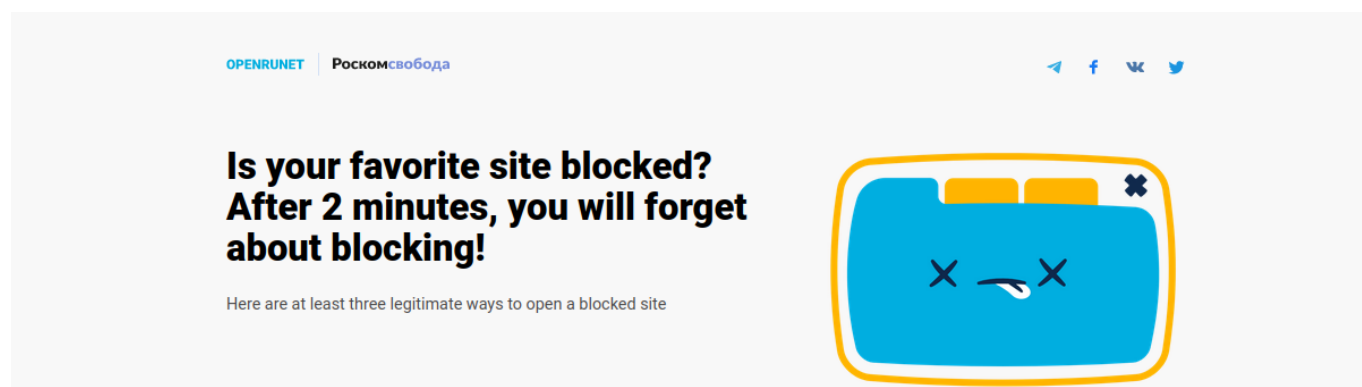 OPENRUNET Роскомсвобода
Is your favorite site blocked?
After 2 minutes, you will forget
about blocking!
Here are at least three legitimate ways to open a blocked site